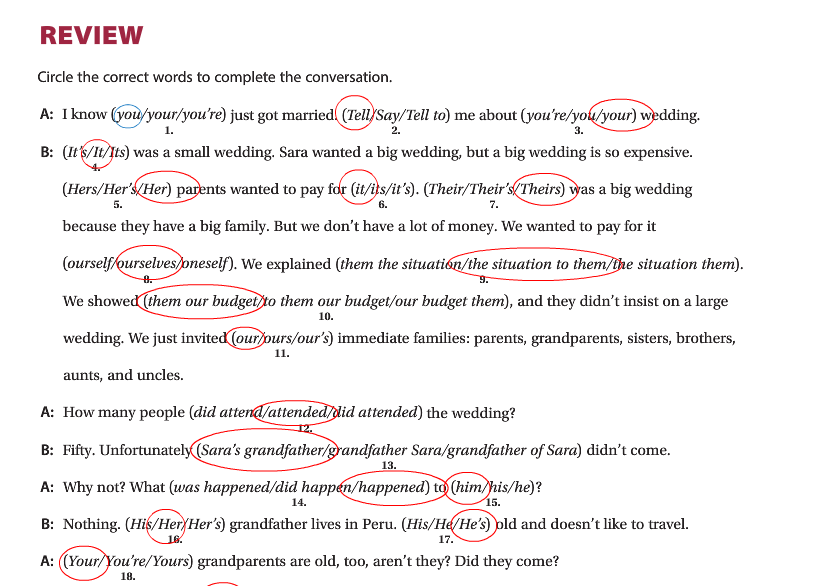 REVIEW
Circle the correct words to complete the conversation.
A: I know (you/your/you're) just got married. (Tell/Say/Tell to) me about (you're/you/your) wedding.
1. 2. 3.
B: (It's/It/Its) was a small wedding. Sara wanted a big wedding, but a big wedding is so expensive.
4.
(Hers/Her's/Her) parents wanted to pay for (it/its/it's). (Their/Their's/Theirs) was a big wedding
5. 6. 7.
because they have a big family. But we don't have a lot of money. We wanted to pay for it
(ourself/ourselves/oneself). We explained (them the situation/the situation to them/the situation them).
8. 9.
We showed (them our budget/to them our budget/our budget them), and they didn't insist on a large
10.
wedding. We just invited (our/ours/our's) immediate families: parents, grandparents, sisters, brothers,
11.
aunts, and uncles.
A: How many people (did attend/attended/did attended) the wedding?
12.
B: Fifty. Unfortunately (Sara's grandfather/grandfather Sara/grandfather of Sara) didn't come.
13.
A: Why not? What (was happened/did happen/happened) to (him/his/he)?
14. 15.
B: Nothing. (His/Her/Her's) grandfather lives in Peru. (His/He/He's) old and doesn't like to travel.
16. 17.
A: (Your/You're/Yours) grandparents are old, too, aren't they? Did they come?
18.